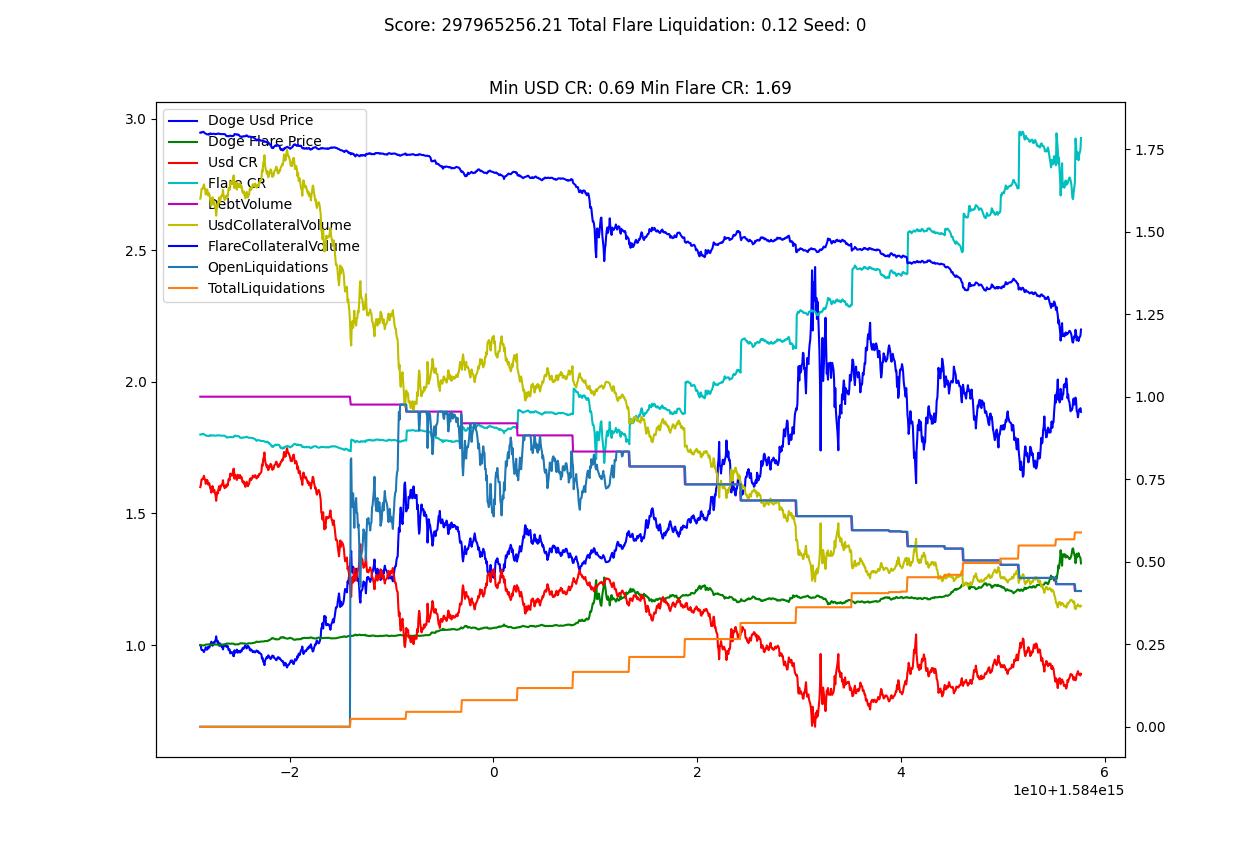 Score: 297965256.21 Total Flare Liquidation: 0.12 Seed: 0
Min USD CR: 0.69 Min Flare CR: 1.69
Doge Usd Price
Doge Flare Price
Usd CR
Flare CR
DebtVolume
UsdCollateralVolume
FlareCollateralVolume
OpenLiquidations
TotalLiquidations
3.0
2.5
2.0
1.5
1.0
1.75
1.50
1.25
1.00
0.75
0.50
0.25
0.00
−2
0
2
4
6
1e10+1.584e15